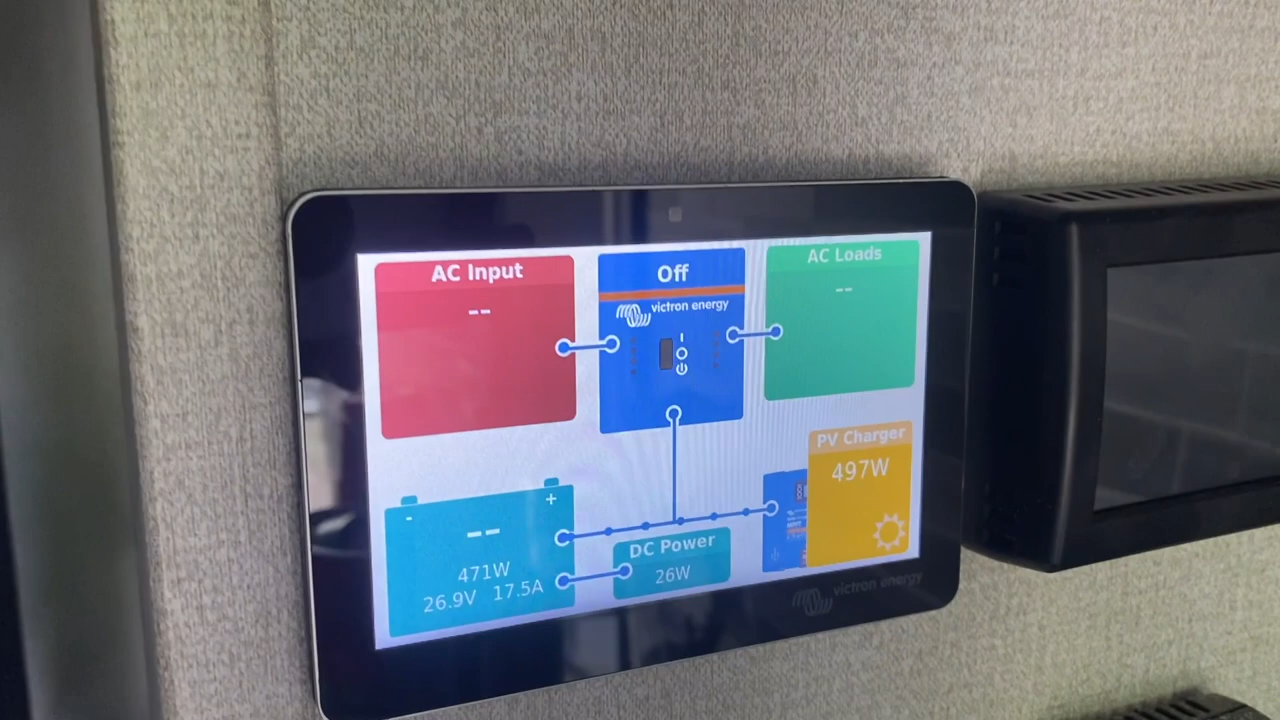 AC Input
--
Off
victron energy
AC Loads
--
PV Charger
497W
- +
--
471W
26.9V 17.5A
DC Power
26W
victron energy